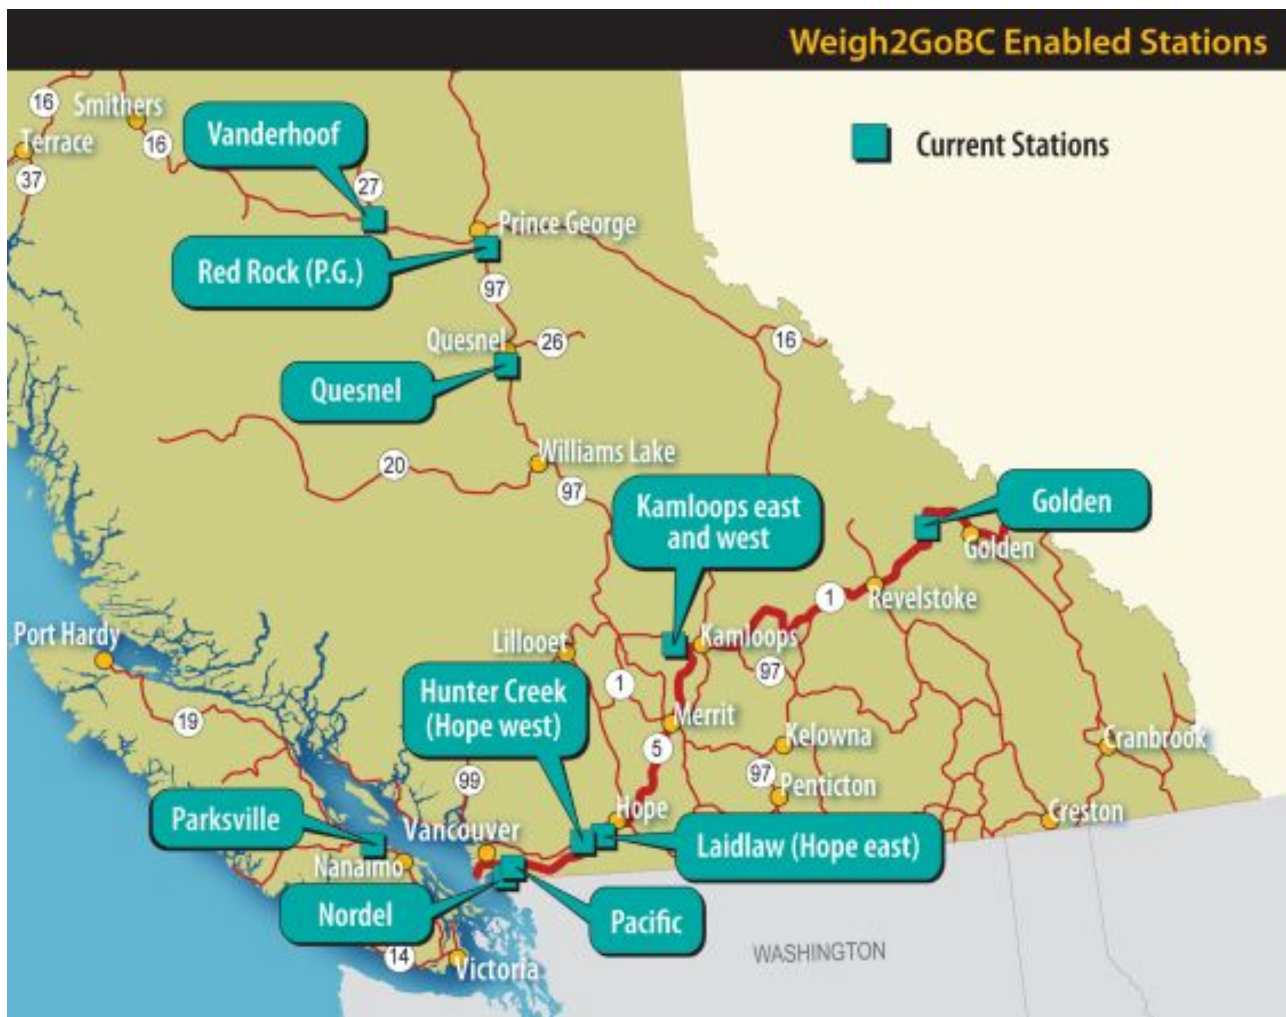 Weigh2GoBC Enabled Stations
Current Stations
16
Smithers
Terrace
16
37
Vanderhoof
27
Prince George
Red Rock (P.G.)
97
Quesnel
26
16
Quesnel
Williams Lake
20
97
Kamloops east
and west
Golden
Golden
1
Revelstoke
Port Hardy
Lillooet
Kamloops
97
Hunter Creek
(Hope west)
1
19
Merrit
5
Kelowna
Cranbrook
99
97
Penticton
Parksville
Vancouver
Hope
Creston
Laidlaw (Hope east)
Nanaimo
Nordel
Pacific
14
Victoria
WASHINGTON